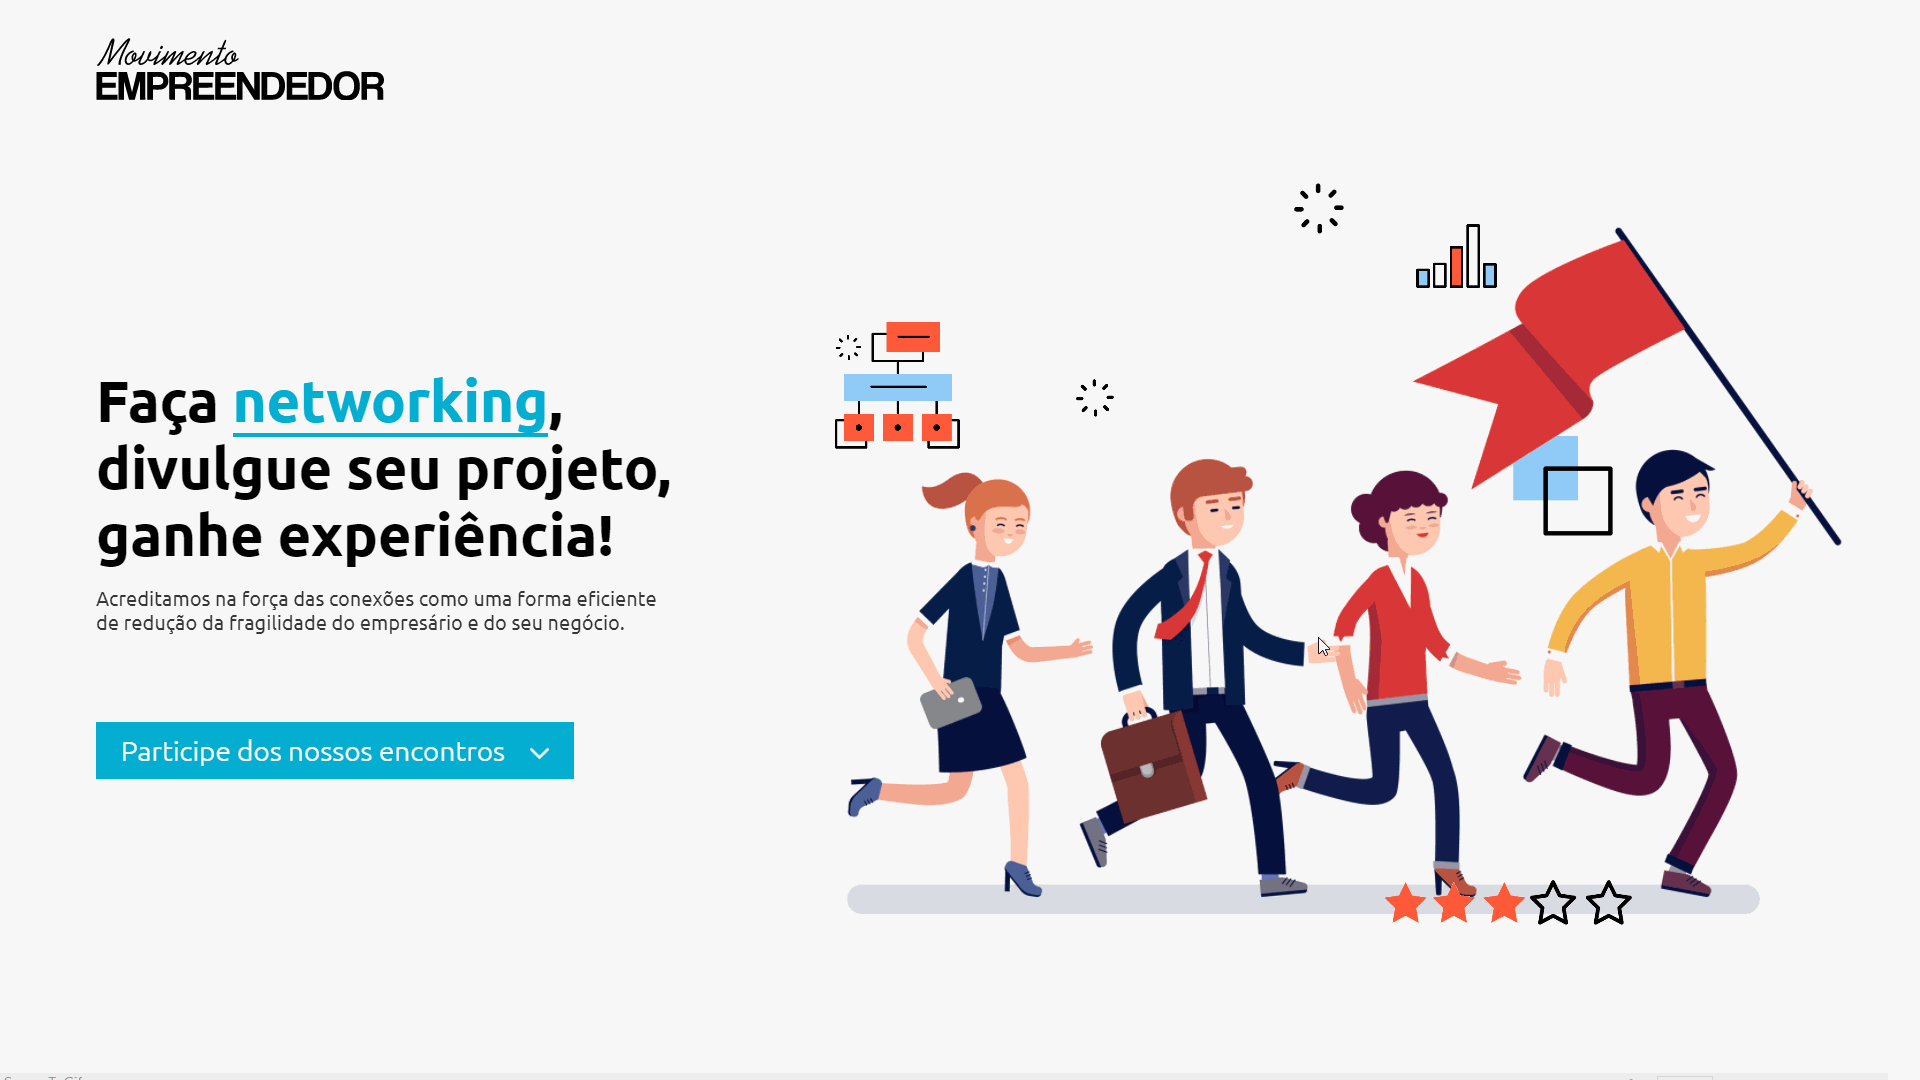 Movimento
EMPREENDEDOR
Faça networking,
divulgue seu projeto,
ganhe experiência!
Acreditamos na força das conexões como uma forma eficiente
de redução da fragilidade do empresário e do seu negócio.
Participe dos nossos encontros